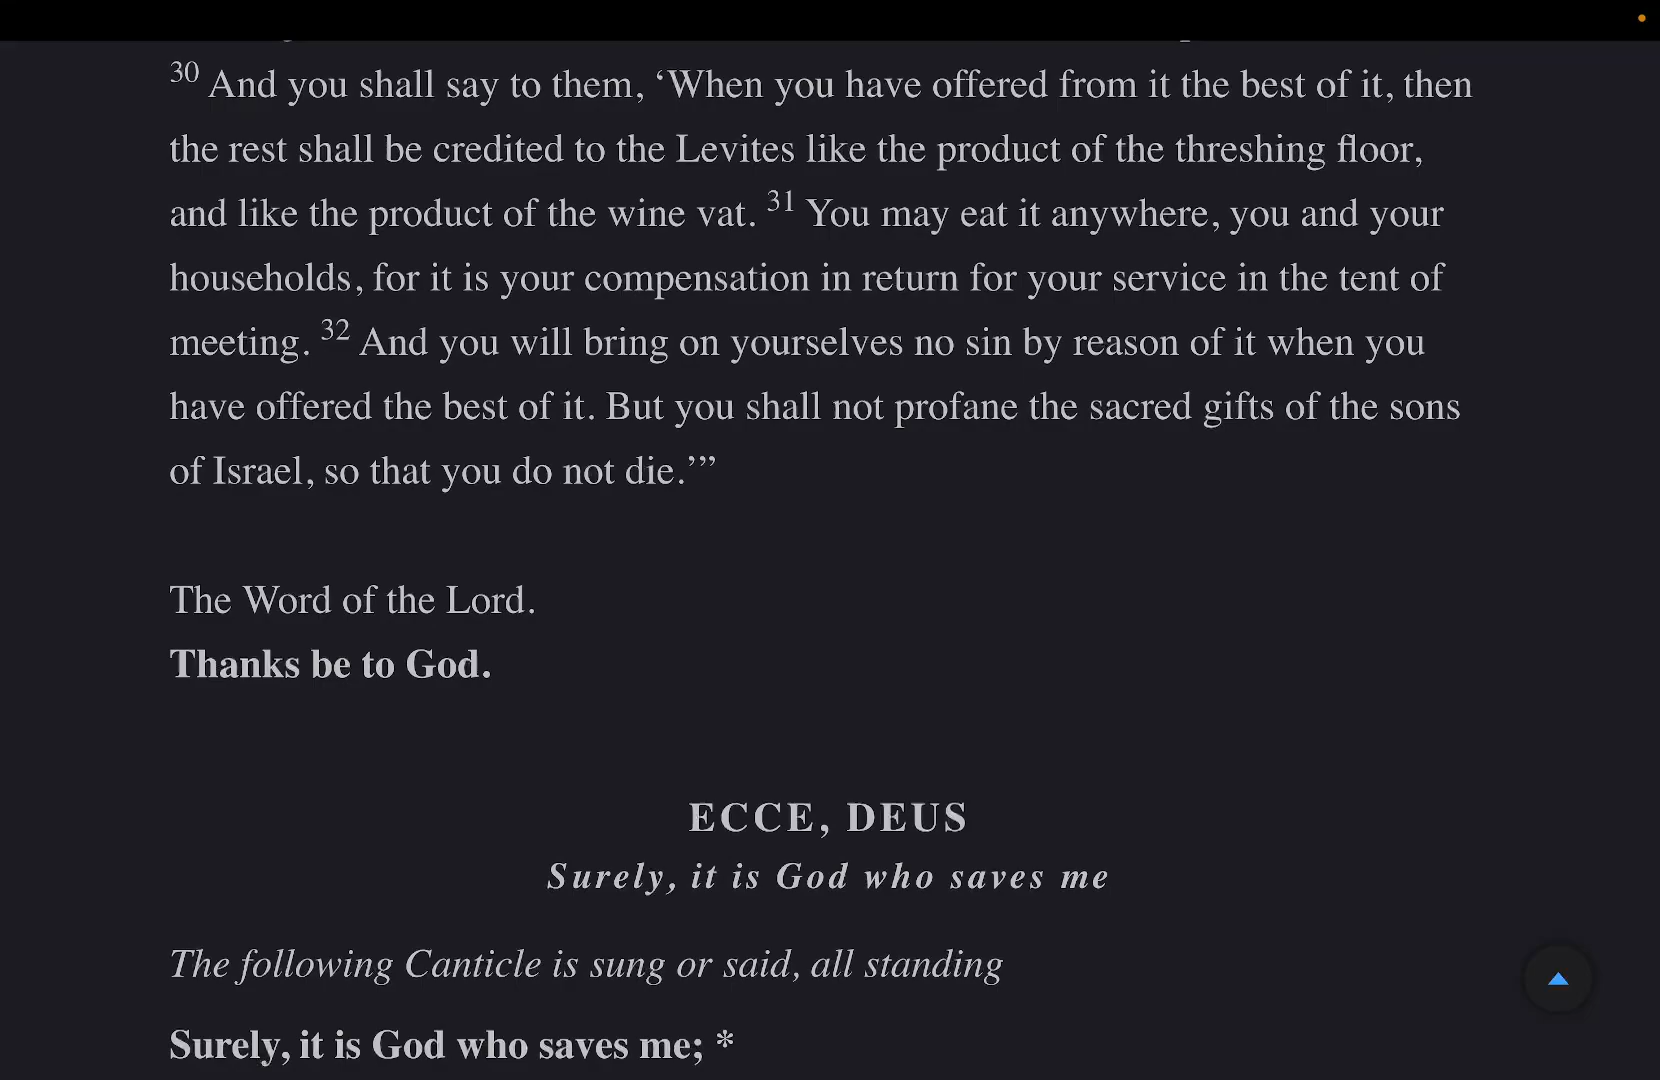 30 And you shall say to them, ‘When you have offered from it the best of it, then
the rest shall be credited to the Levites like the product of the threshing floor,
and like the product of the wine vat. 31 You may eat it anywhere, you and your
households, for it is your compensation in return for your service in the tent of
meeting. 32 And you will bring on yourselves no sin by reason of it when you
have offered the best of it. But you shall not profane the sacred gifts of the sons
of Israel, so that you do not die.’”
The Word of the Lord.
Thanks be to God.
ECCE, DEUS
Surely, it is God who saves me
The following Canticle is sung or said, all standing
Surely, it is God who saves me; *